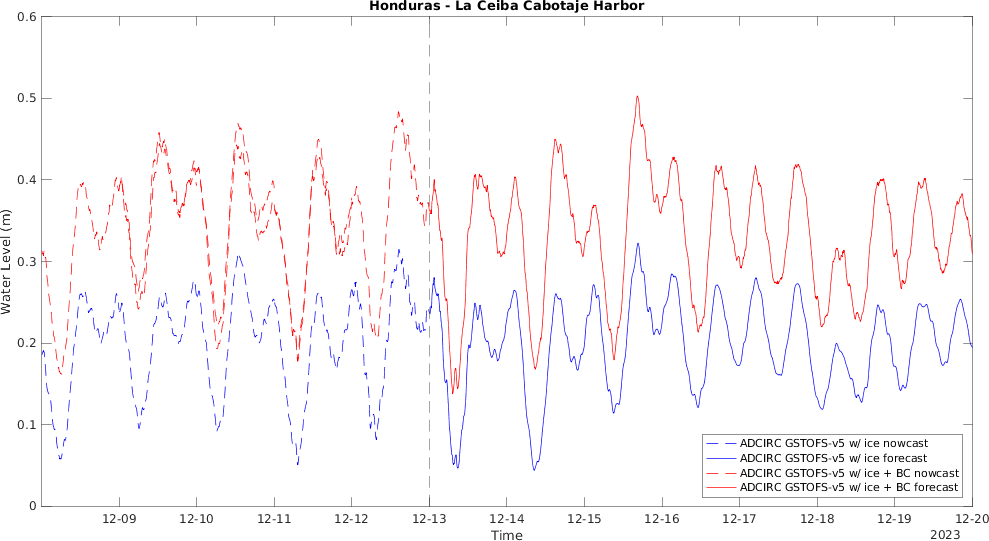 Honduras - La Ceiba Cabotaje Harbor
0.6
0.5
0.4
0.3
0.2
0.1
0
Water Level (m)
12-09 12-10 12-11 12-12 12-13 12-14 12-15 12-16 12-17 12-18 12-19 12-20
Time
2023
ADCIRC GSTOFS-v5 w/ ice nowcast
ADCIRC GSTOFS-v5 w/ ice forecast
ADCIRC GSTOFS-v5 w/ ice + BC nowcast
ADCIRC GSTOFS-v5 w/ ice + BC forecast